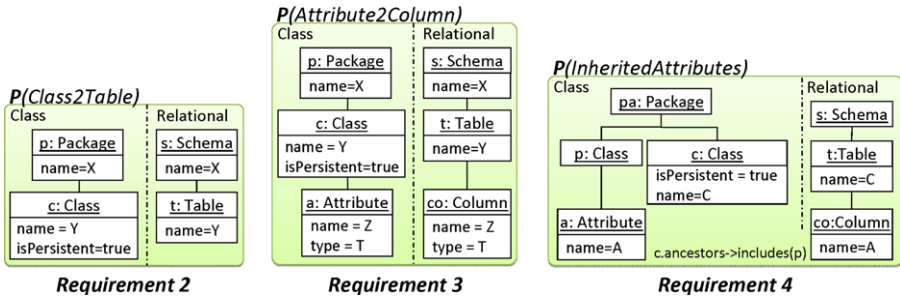 P(Class2Table)
Class
Relational
p: Package
name=X
s: Schema
name=X
c: Class
name = Y
isPersistent=true
t: Table
name=Y
Requirement 2
P(Attribute2Column)
Class
Relational
p: Package
name=X
s: Schema
name=X
c: Class
name = Y
isPersistent=true
t: Table
name=Y
a: Attribute
name = Z
type = T
co: Column
name = Z
type = T
Requirement 3
P(InheritedAttributes)
Class
Relational
pa: Package
s: Schema
p: Class
c: Class
isPersistent = true
name=C
t:Table
name=C
a: Attribute
name=A
co:Column
name=A
c.ancestors->includes(p)
Requirement 4